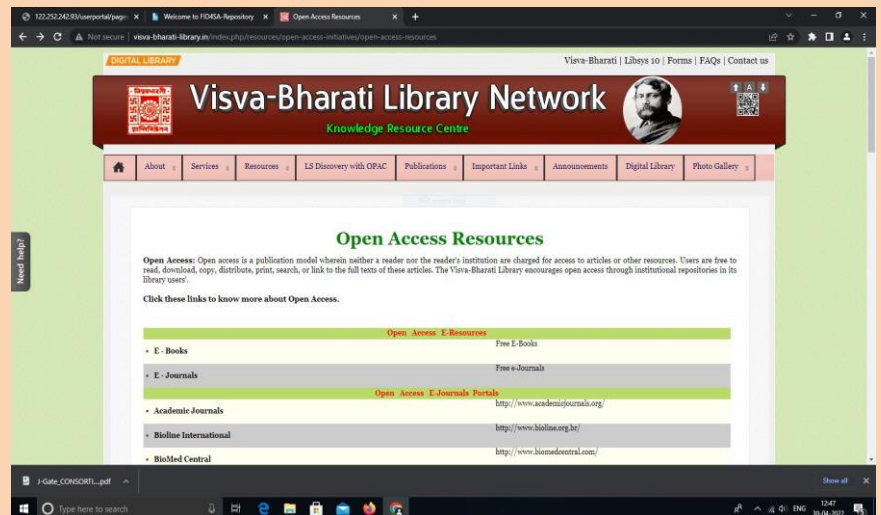 122.252.242.93/userportal/page
Welcome to FID4SA-Repository
Open Access Resources
Not secure | visva-bharati-library.in/index.php/resources/open-access-initiatives/open-access-resources
DIGITAL LIBRARY
Visva-Bharati | Libsys 10 | Forms | FAQs | Contact us
Visva-Bharati Library Network
Knowledge Resource Centre
A
About
Services
Resources
LS Discovery with OPAC
Publications
Important Links
Announcements
Digital Library
Photo Gallery
Need help?
Open Access Resources
Open Access: Open access is a publication model wherein neither a reader nor the reader's institution are charged for access to articles or other resources. Users are free to
read, download, copy, distribute, print, search, or link to the full texts of these articles. The Visva-Bharati Library encourages open access through institutional repositories in its
library users'.
Click these links to know more about Open Access.
Open Access E-Resources
• E - Books
Free E-Books
• E - Journals
Free e-Journals
Open Access E-Journals Portals
• Academic Journals
http://www.academicjournals.org/
• Bioline International
http://www.bioline.org.br/
• BioMed Central
http://www.biomedcentral.com/
J-Gate_CONSORTI....pdf
Show all
Type here to search
ENG
12:47
30-04-2022